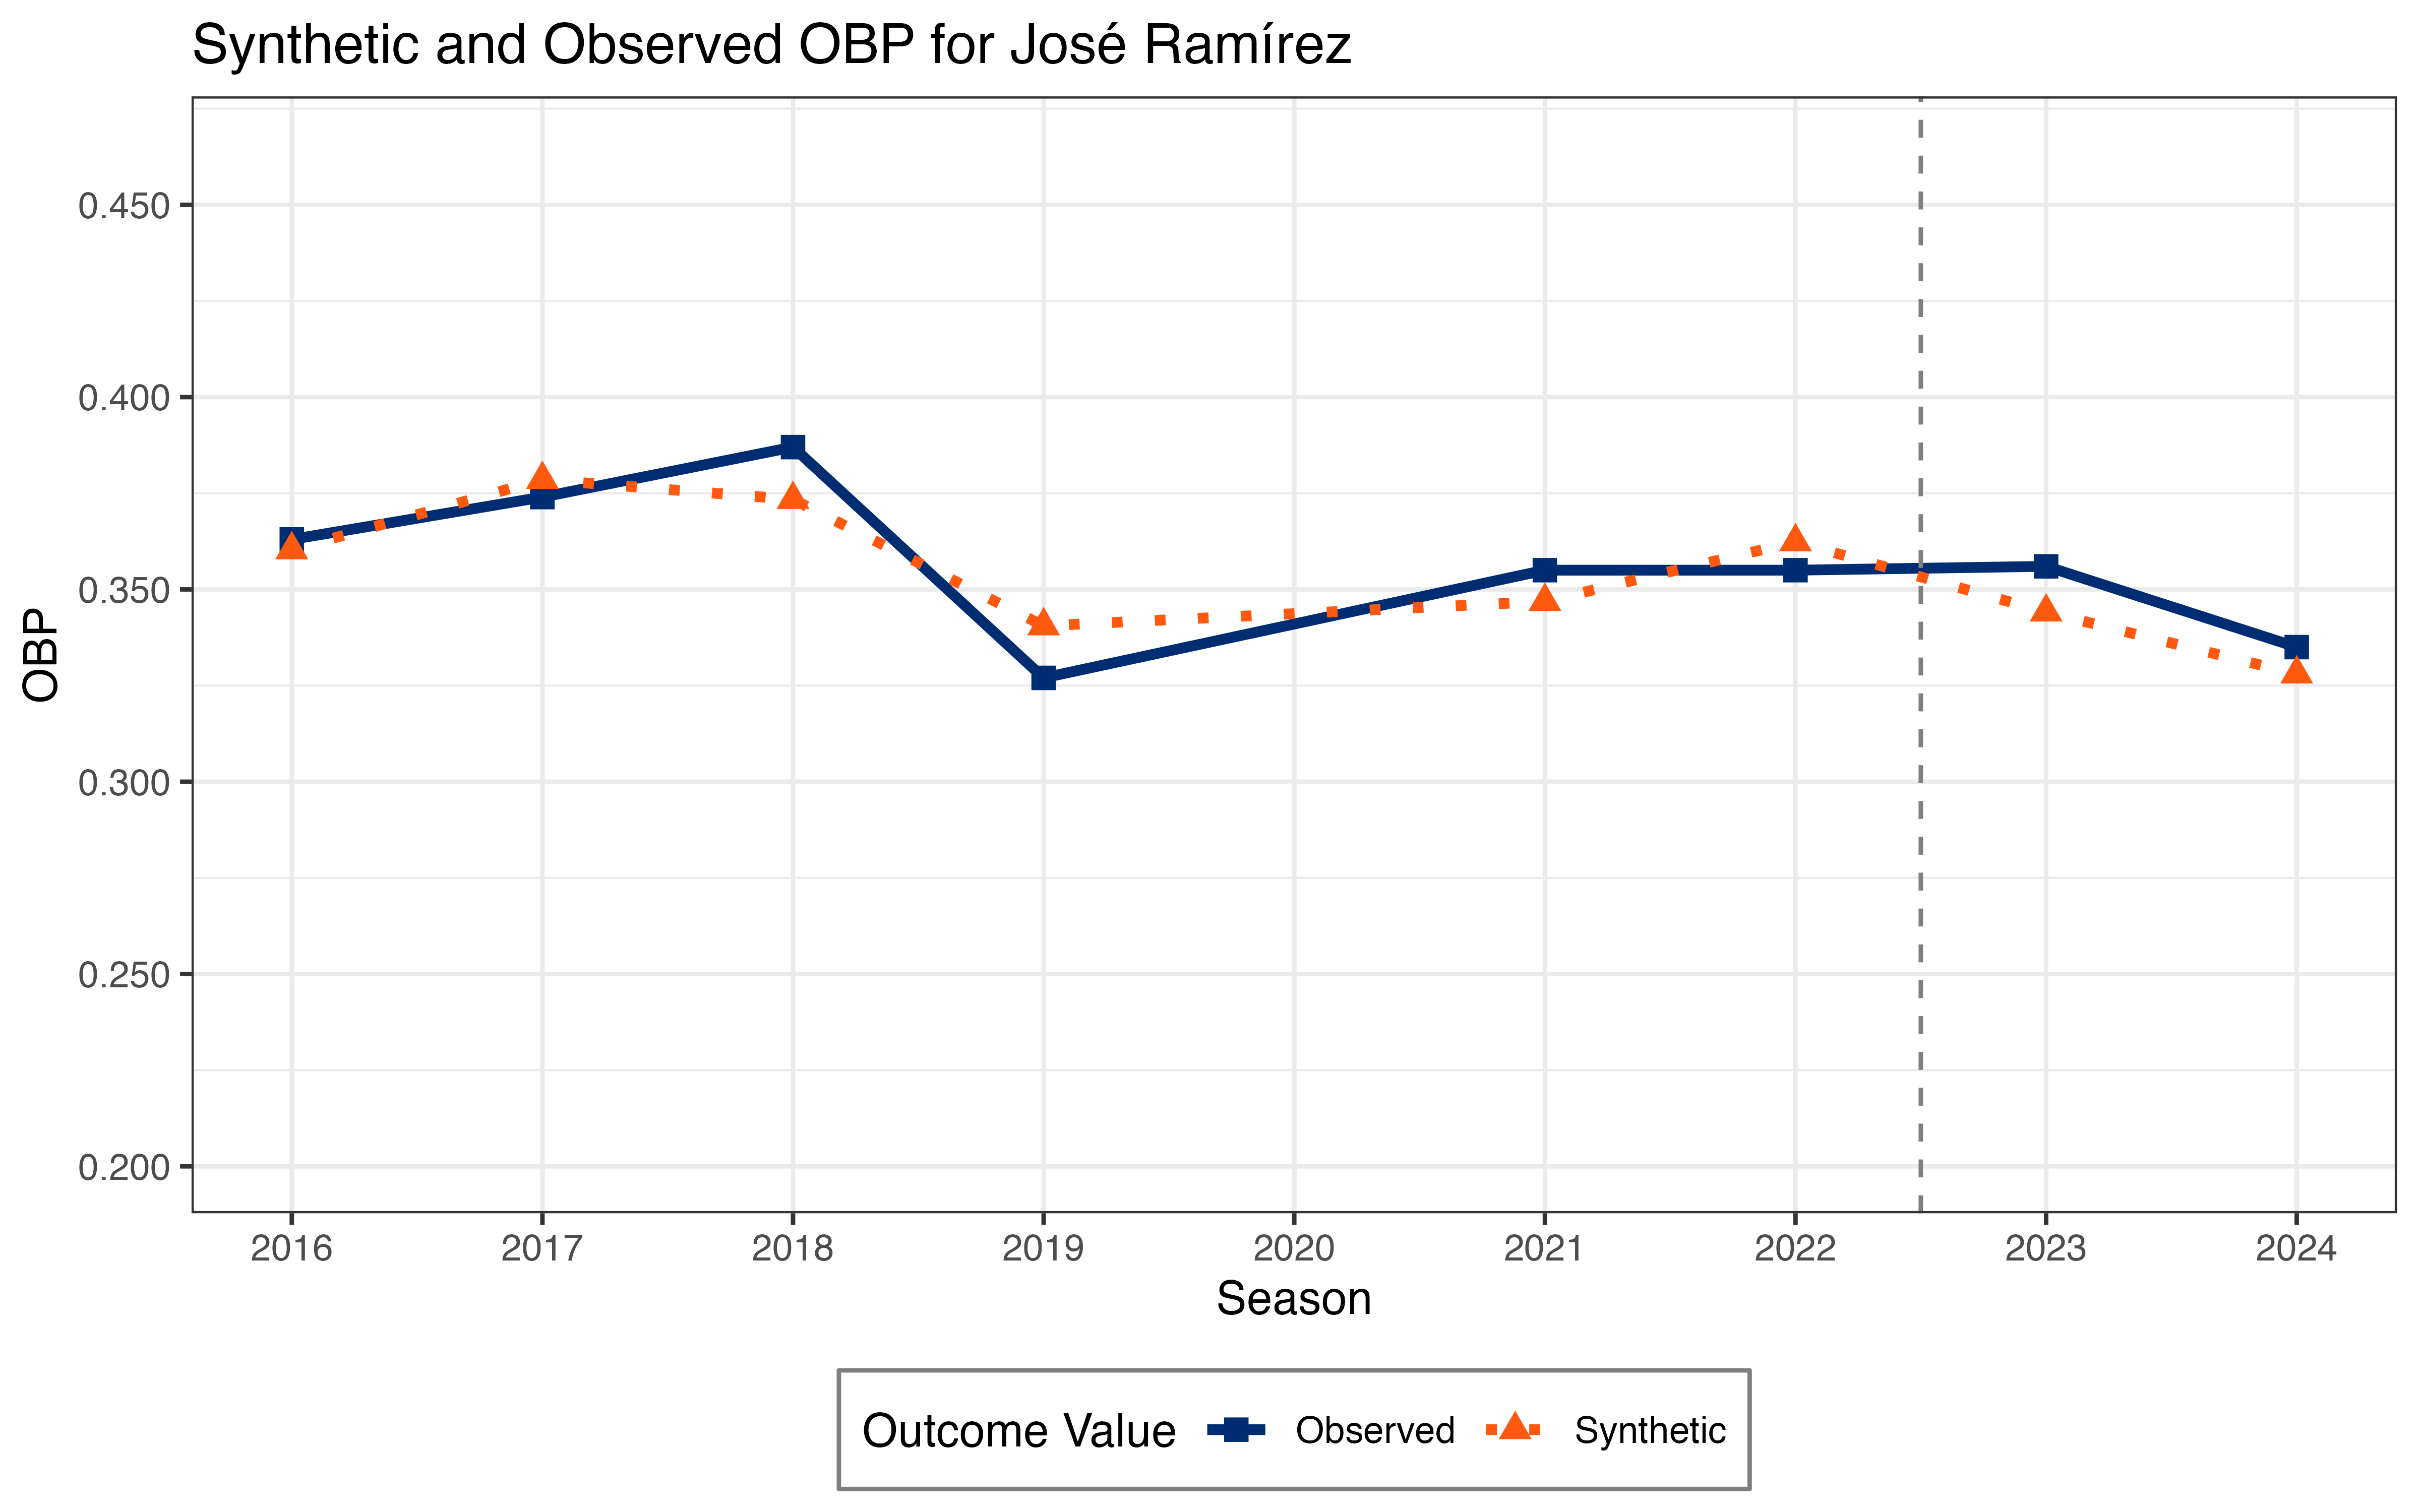 Synthetic and Observed OBP for José Ramírez
OBP
0.450
0.400
0.350
0.300
0.250
0.200
2016 2017 2018 2019 2020 2021 2022 2023 2024
Season
Outcome Value Observed Synthetic